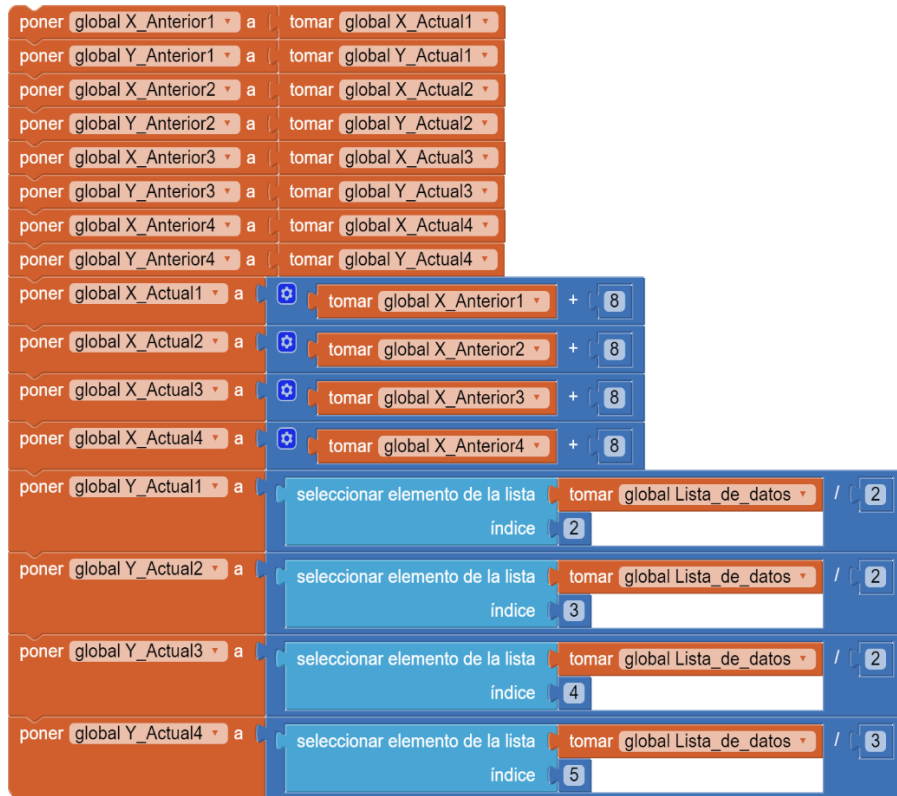 poner global X_Anterior1 a tomar global X_Actual1
poner global Y_Anterior1 a tomar global Y_Actual1
poner global X_Anterior2 a tomar global X_Actual2
poner global Y_Anterior2 a tomar global Y_Actual2
poner global X_Anterior3 a tomar global X_Actual3
poner global Y_Anterior3 a tomar global Y_Actual3
poner global X_Anterior4 a tomar global X_Actual4
poner global Y_Anterior4 a tomar global Y_Actual4
poner global X_Actual1 a tomar global X_Anterior1 + 8
poner global X_Actual2 a tomar global X_Anterior2 + 8
poner global X_Actual3 a tomar global X_Anterior3 + 8
poner global X_Actual4 a tomar global X_Anterior4 + 8
poner global Y_Actual1 a seleccionar elemento de la lista tomar global Lista_de_datos / 2
índice 2
poner global Y_Actual2 a seleccionar elemento de la lista tomar global Lista_de_datos / 2
índice 3
poner global Y_Actual3 a seleccionar elemento de la lista tomar global Lista_de_datos / 2
índice 4
poner global Y_Actual4 a seleccionar elemento de la lista tomar global Lista_de_datos / 3
índice 5